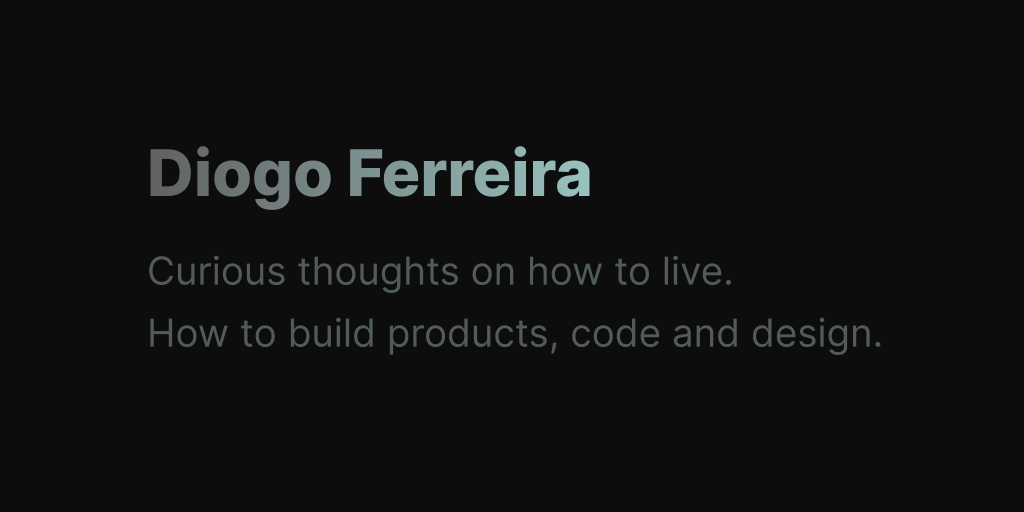 Diogo Ferreira
Curious thoughts on how to live.
How to build products, code and design.